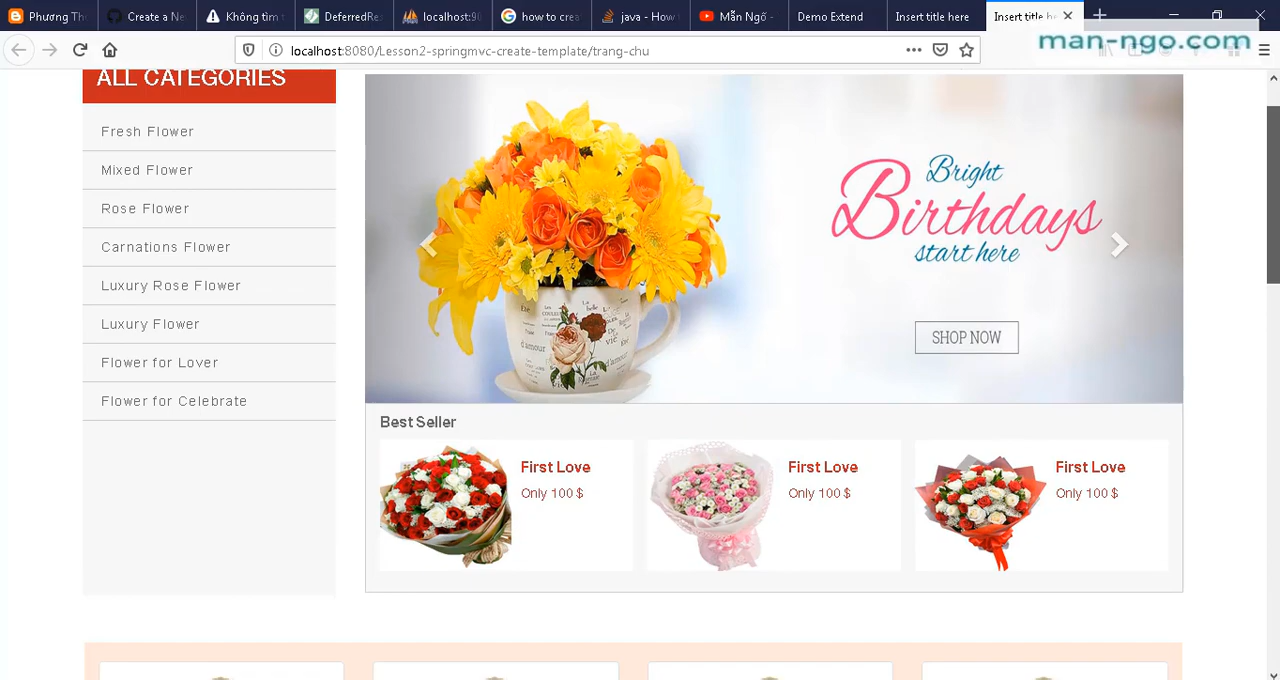 Phương Th
Create a Ne
Không tìm t
DeferredRes
localhost:90
how to crea
java - How
Mẫn Ngố -
Demo Extend
Insert title here
Insert title he
localhost:8080/Lesson2-springmvc-create-template/trang-chu
man-ngo.com
ALL CATEGORIES
Fresh Flower
Mixed Flower
Rose Flower
Carnations Flower
Luxury Rose Flower
Luxury Flower
Flower for Lover
Flower for Celebrate
Bright
Birthdays
start here
SHOP NOW
Best Seller
First Love
Only 100 $
First Love
Only 100 $
First Love
Only 100 $